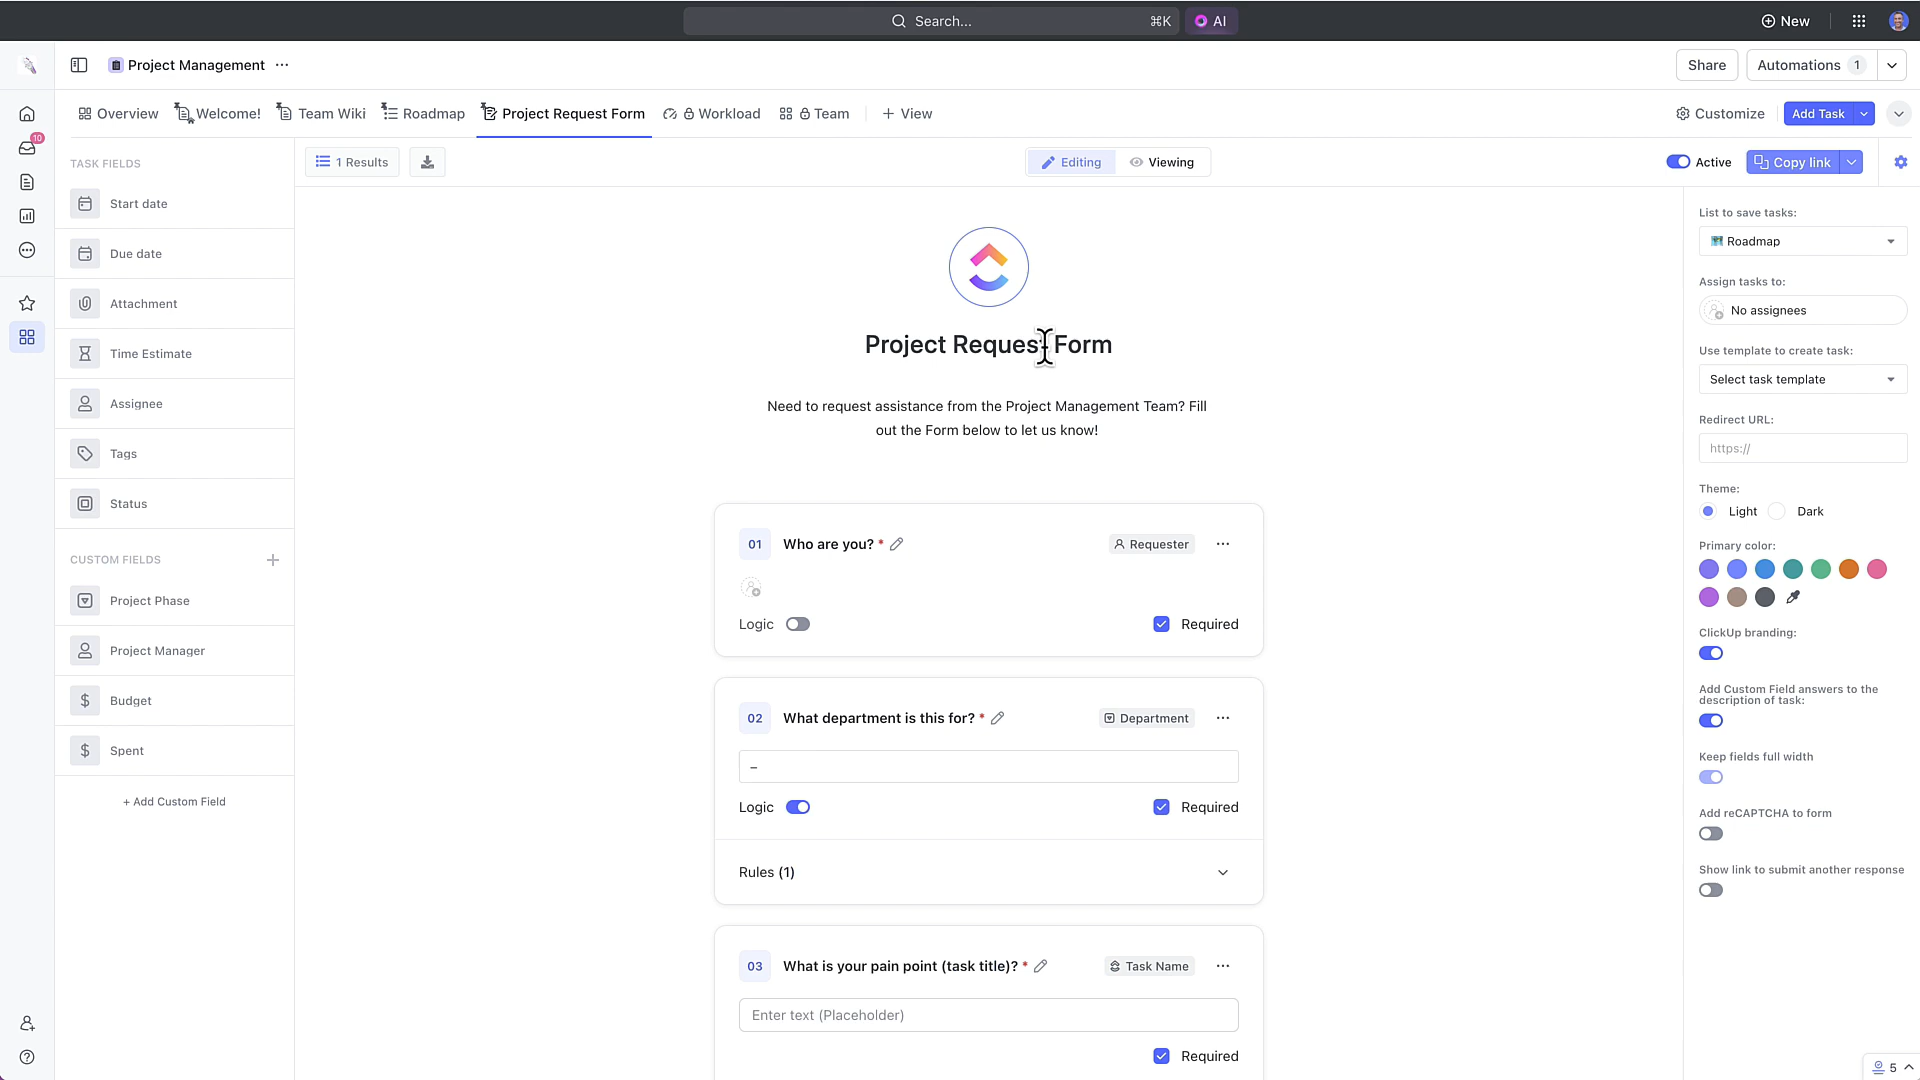 Search...
⌘K
AI
New
Project Management
Share
Automations 1
Overview
Welcome!
Team Wiki
Roadmap
Project Request Form
Workload
Team
+ View
Customize
Add Task
10
TASK FIELDS
Start date
Due date
Attachment
Time Estimate
Assignee
Tags
Status
CUSTOM FIELDS
Project Phase
Project Manager
$ Budget
$ Spent
+ Add Custom Field
1 Results
Editing
Viewing
Active
Copy link
Project Request Form
Need to request assistance from the Project Management Team? Fill
out the Form below to let us know!
01 Who are you? *
Requester
Logic
Required
02 What department is this for? *
Department
–
Logic
Required
Rules (1)
03 What is your pain point (task title)? *
Task Name
Enter text (Placeholder)
Required
List to save tasks:
Roadmap
Assign tasks to:
No assignees
Use template to create task:
Select task template
Redirect URL:
https://
Theme:
Light
Dark
Primary color:
ClickUp branding:
Add Custom Field answers to the
description of task:
Keep fields full width
Add reCAPTCHA to form
Show link to submit another response
5